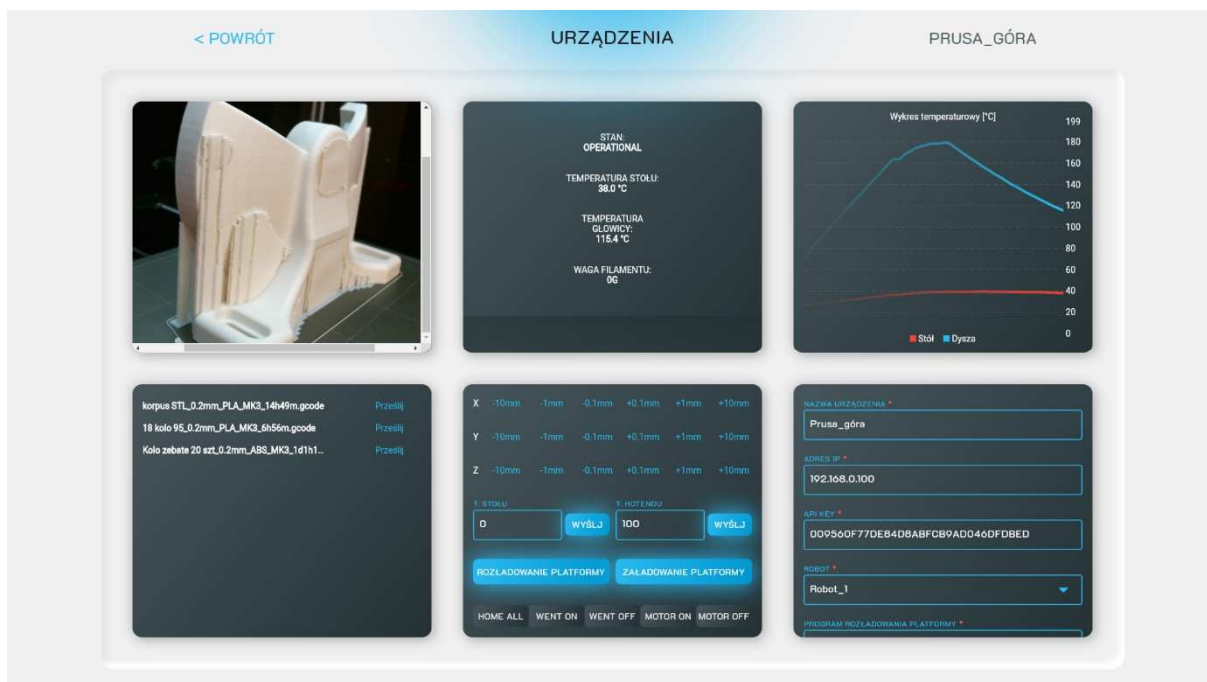 < POWRÓT
URZĄDZENIA
PRUSA_GÓRA
STAN:
OPERATIONAL
TEMPERATURA STOŁU:
38.0 °C
TEMPERATURA
GŁOWICY:
115.4 °C
WAGA FILAMENTU:
0G
Wykres temperaturowy [°C]
199
180
160
140
120
100
80
60
40
20
0
Stół Dysza
korpus STL_0.2mm_PLA_MK3_14h49m.gcode Prześlij
18 kolo 95_0.2mm_PLA_MK3_6h56m.gcode Prześlij
Kolo zebate 20 szt_0.2mm_ABS_MK3_1d1h1... Prześlij
X -10mm -1mm -0.1mm +0.1mm +1mm +10mm
Y -10mm -1mm -0.1mm +0.1mm +1mm +10mm
Z -10mm -1mm -0.1mm +0.1mm +1mm +10mm
T. STOŁU T. HOTENDU
0 WYŚLJ 100 WYŚLJ
ROZŁADOWANIE PLATFORMY ZAŁADOWANIE PLATFORMY
HOME ALL WENT ON WENT OFF MOTOR ON MOTOR OFF
NAZWA URZĄDZENIA *
Prusa_góra
ADRES IP *
192.168.0.100
API KEY *
009560F77DE84D8ABFCB9AD046DFDBED
ROBOT *
Robot_1
PROGRAM ROZŁADOWANIA PLATFORMY *